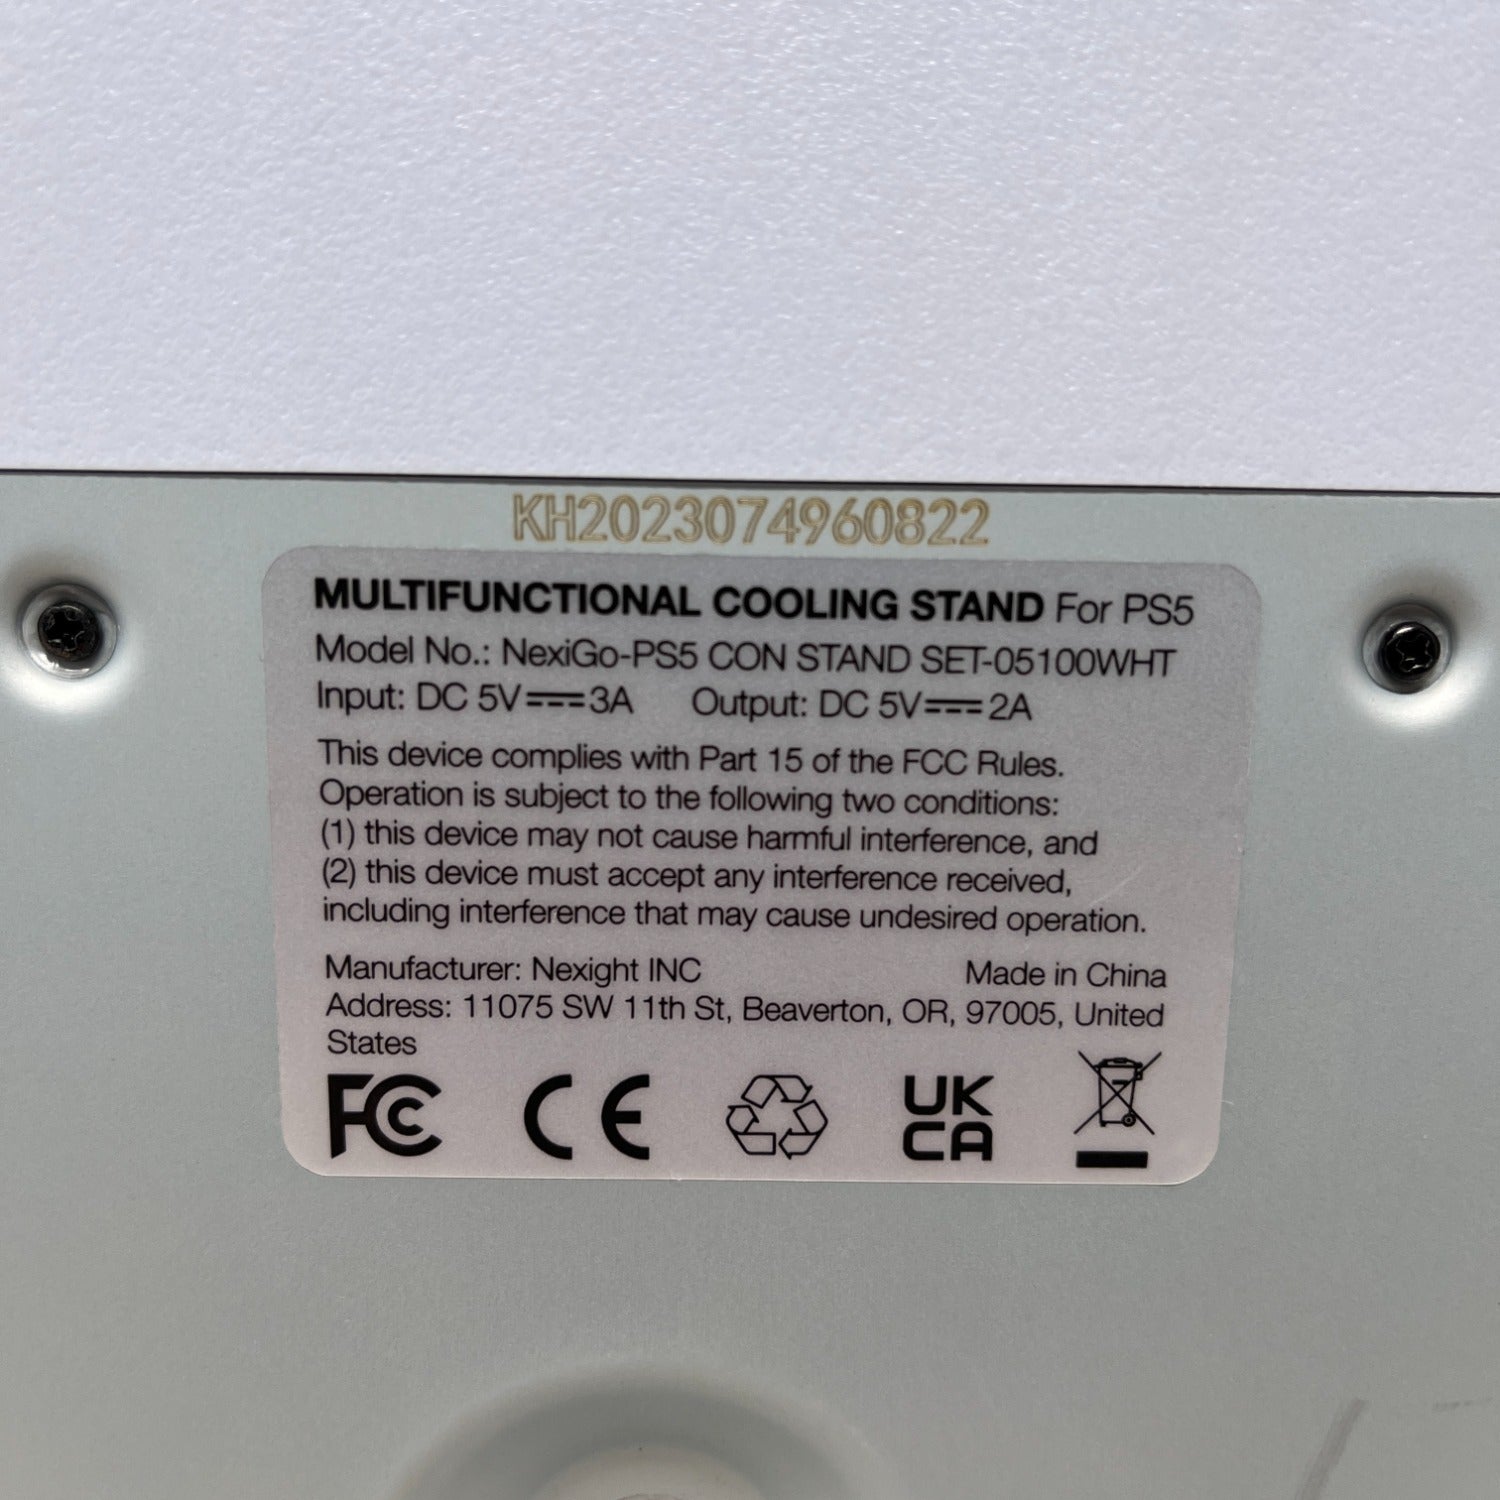 KH2023074960822
MULTIFUNCTIONAL COOLING STAND For PS5
Model No.: NexiGo-PS5 CON STAND SET-05100WHT
Input: DC 5V⎓3A Output: DC 5V⎓2A
This device complies with Part 15 of the FCC Rules.
Operation is subject to the following two conditions:
(1) this device may not cause harmful interference, and
(2) this device must accept any interference received,
including interference that may cause undesired operation.
Manufacturer: Nexight INC Made in China
Address: 11075 SW 11th St, Beaverton, OR, 97005, United
States
FC CE UK
CA